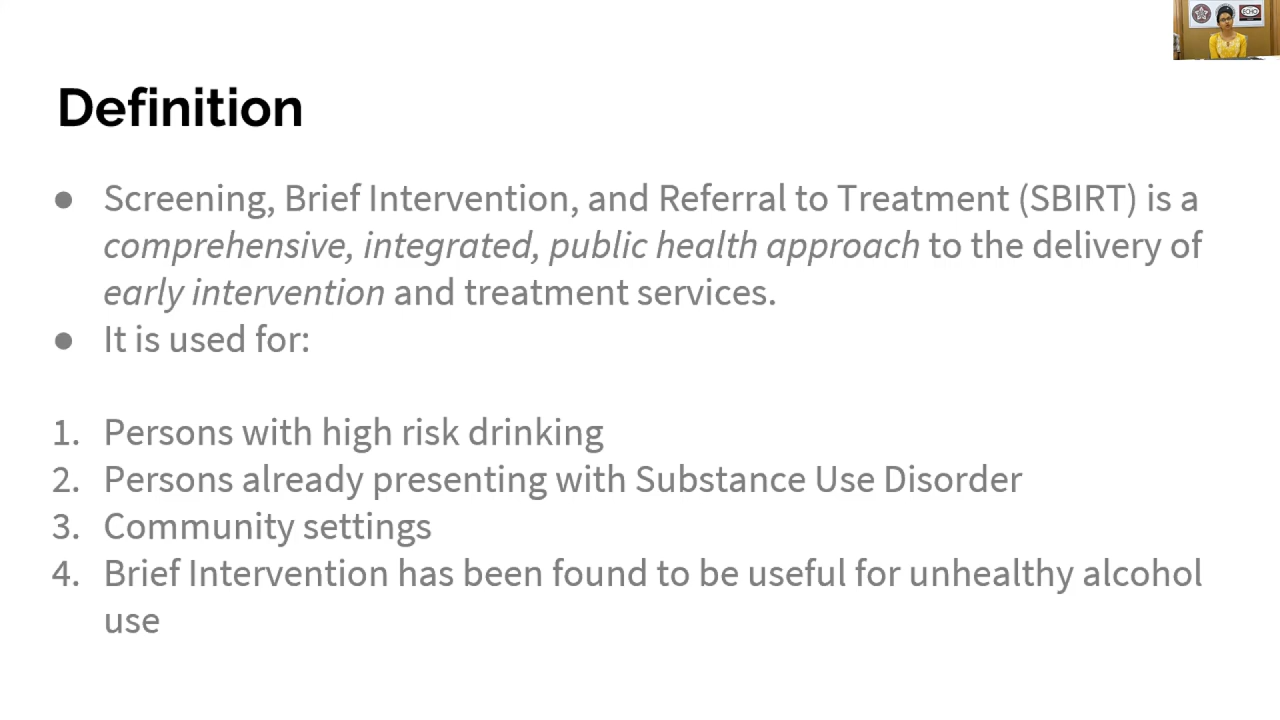 Definition
● Screening, Brief Intervention, and Referral to Treatment (SBIRT) is a
comprehensive, integrated, public health approach to the delivery of
early intervention and treatment services.
● It is used for:
1. Persons with high risk drinking
2. Persons already presenting with Substance Use Disorder
3. Community settings
4. Brief Intervention has been found to be useful for unhealthy alcohol
use
ECHO